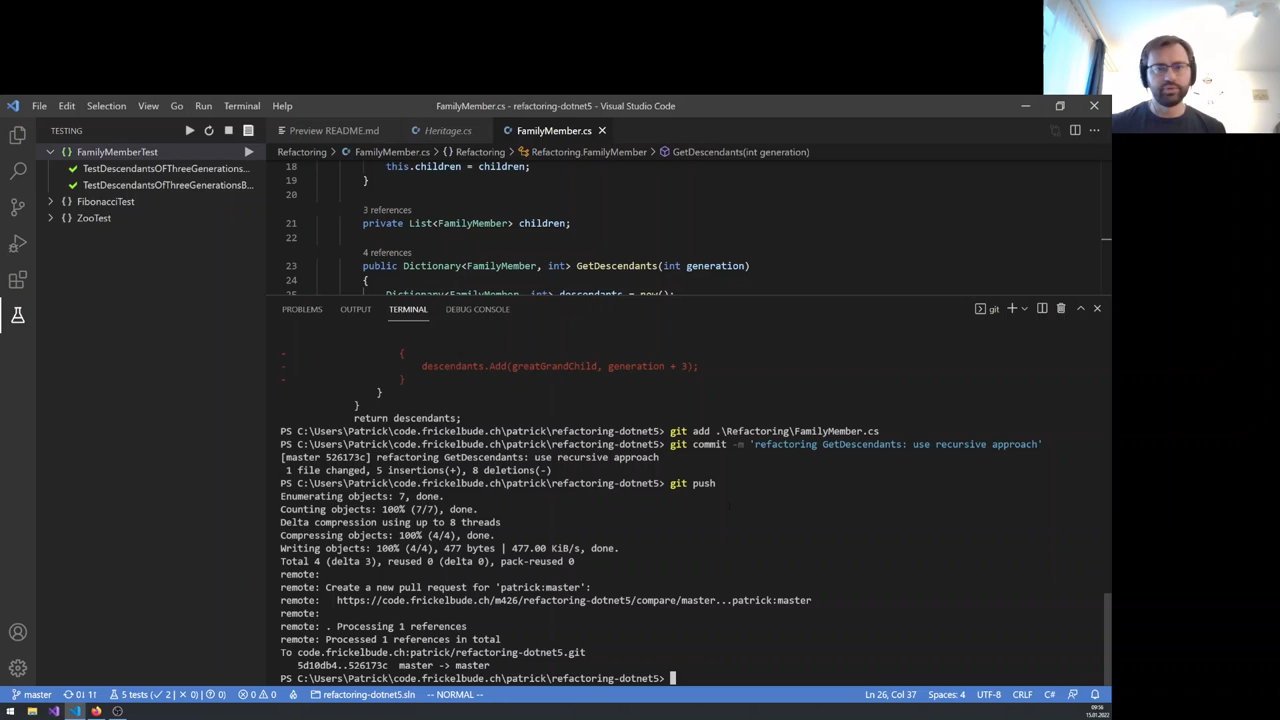 File Edit Selection View Go Run Terminal Help
FamilyMember.cs - refactoring-dotnet5 - Visual Studio Code
TESTING
FamilyMemberTest
TestDescendantsOFThreeGenerations...
TestDescendantsOfThreeGenerationsB...
FibonacciTest
ZooTest
Preview README.md
Heritage.cs
FamilyMember.cs
Refactoring > FamilyMember.cs > {} Refactoring > Refactoring.FamilyMember > GetDescendants(int generation)
18 this.children = children;
19 }
20
3 references
21 private List<FamilyMember> children;
22
4 references
23 public Dictionary<FamilyMember, int> GetDescendants(int generation)
24 {
25 Dictionary<FamilyMember, int> descendants = new();
PROBLEMS OUTPUT TERMINAL DEBUG CONSOLE
git
- {
- descendants.Add(greatGrandChild, generation + 3);
- }
}
}
return descendants;
PS C:\Users\Patrick\code.frickelbude.ch\patrick\refactoring-dotnet5> git add .\Refactoring\FamilyMember.cs
PS C:\Users\Patrick\code.frickelbude.ch\patrick\refactoring-dotnet5> git commit -m 'refactoring GetDescendants: use recursive approach'
[master 526173c] refactoring GetDescendants: use recursive approach
1 file changed, 5 insertions(+), 8 deletions(-)
PS C:\Users\Patrick\code.frickelbude.ch\patrick\refactoring-dotnet5> git push
Enumerating objects: 7, done.
Counting objects: 100% (7/7), done.
Delta compression using up to 8 threads
Compressing objects: 100% (4/4), done.
Writing objects: 100% (4/4), 477 bytes | 477.00 KiB/s, done.
Total 4 (delta 3), reused 0 (delta 0), pack-reused 0
remote:
remote: Create a new pull request for 'patrick:master':
remote: https://code.frickelbude.ch/m426/refactoring-dotnet5/compare/master...patrick:master
remote:
remote: . Processing 1 references
remote: Processed 1 references in total
To code.frickelbude.ch:patrick/refactoring-dotnet5.git
5d10db4..526173c master -> master
PS C:\Users\Patrick\code.frickelbude.ch\patrick\refactoring-dotnet5>
master
5 tests
refactoring-dotnet5.sln
-- NORMAL --
Ln 26, Col 37 Spaces: 4 UTF-8 CRLF C#
09:56
15.01.2022